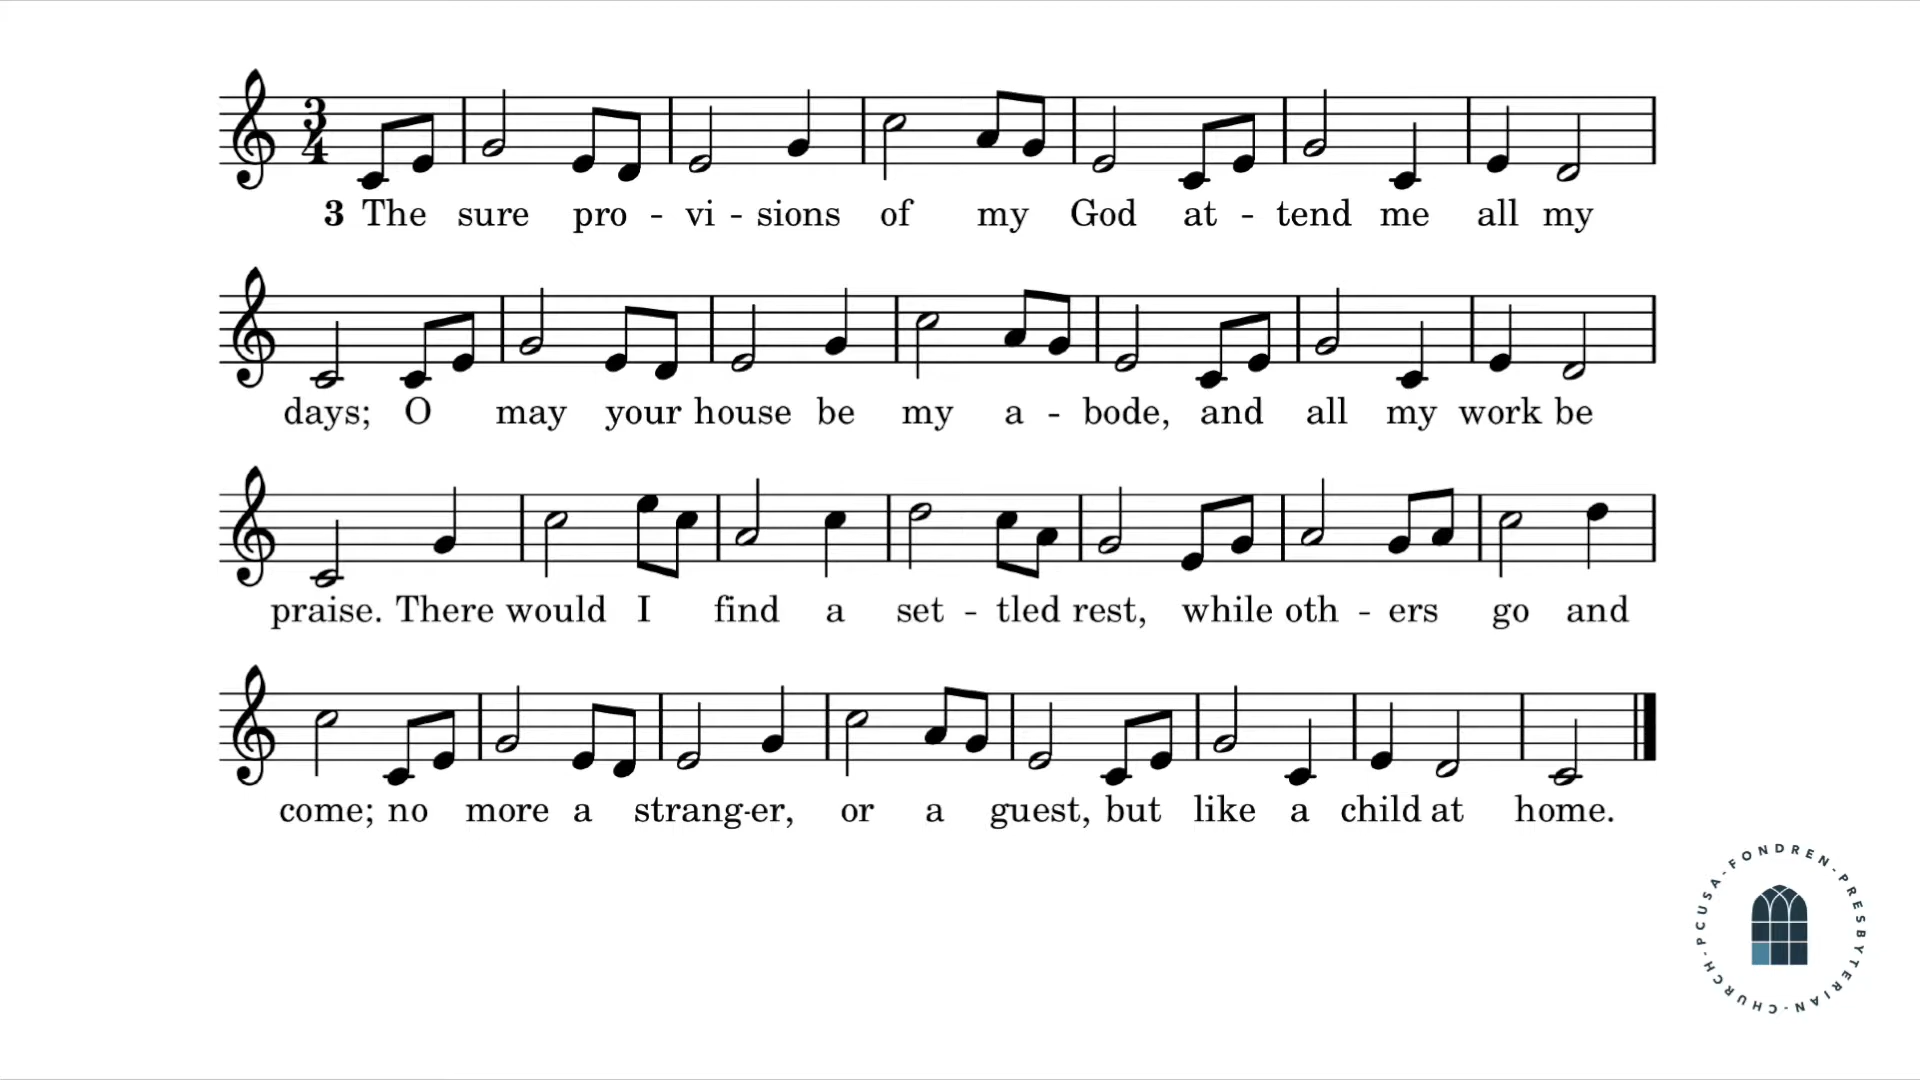 3 4
3 The sure pro - vi - sions of my God at - tend me all my
days; O may your house be my a - bode, and all my work be
praise. There would I find a set - tled rest, while oth - ers go and
come; no more a strang-er, or a guest, but like a child at home.
PCUSA-FONDREN-PRESBYTERIAN-CHURCH-